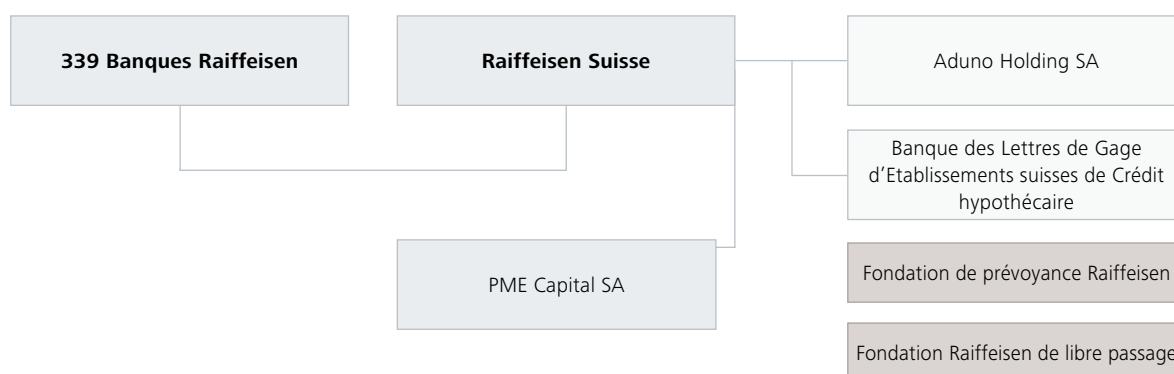 339 Banques Raiffeisen
Raiffeisen Suisse
Aduno Holding SA
Banque des Lettres de Gage
d'Etablissements suisses de Crédit
hypothécaire
PME Capital SA
Fondation de prévoyance Raiffeisen
Fondation Raiffeisen de libre passage